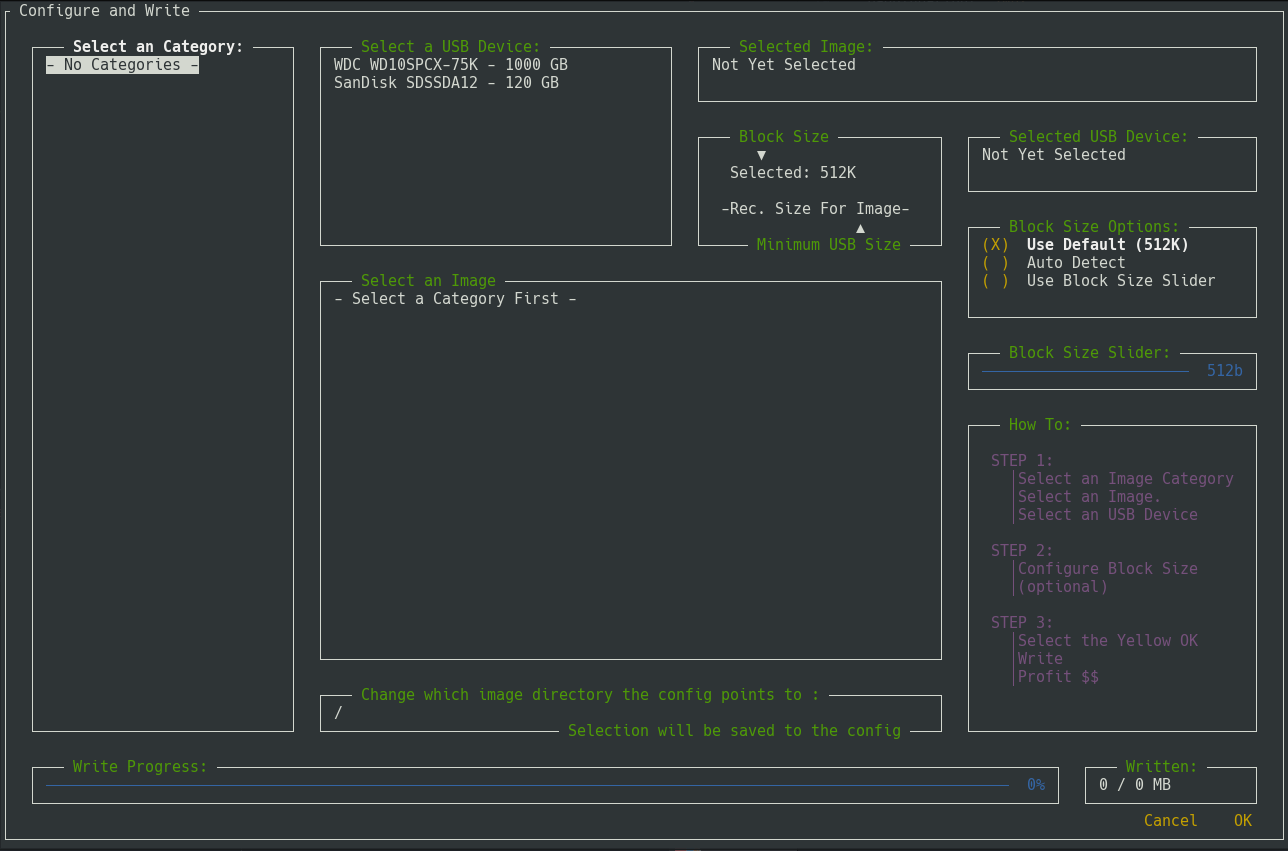 Configure and Write
Select an Category:
- No Categories -
Select a USB Device:
WDC WD10SPCX-75K - 1000 GB
SanDisk SDSSDA12 - 120 GB
Selected Image:
Not Yet Selected
Block Size
▼
Selected: 512K
-Rec. Size For Image-
▲
Minimum USB Size
Selected USB Device:
Not Yet Selected
Block Size Options:
(X) Use Default (512K)
( ) Auto Detect
( ) Use Block Size Slider
Select an Image
- Select a Category First -
Block Size Slider:
512b
How To:
STEP 1:
Select an Image Category
Select an Image.
Select an USB Device
STEP 2:
Configure Block Size
(optional)
STEP 3:
Select the Yellow OK
Write
Profit $$
Change which image directory the config points to :
/
Selection will be saved to the config
Write Progress:
0%
Written:
0 / 0 MB
Cancel OK